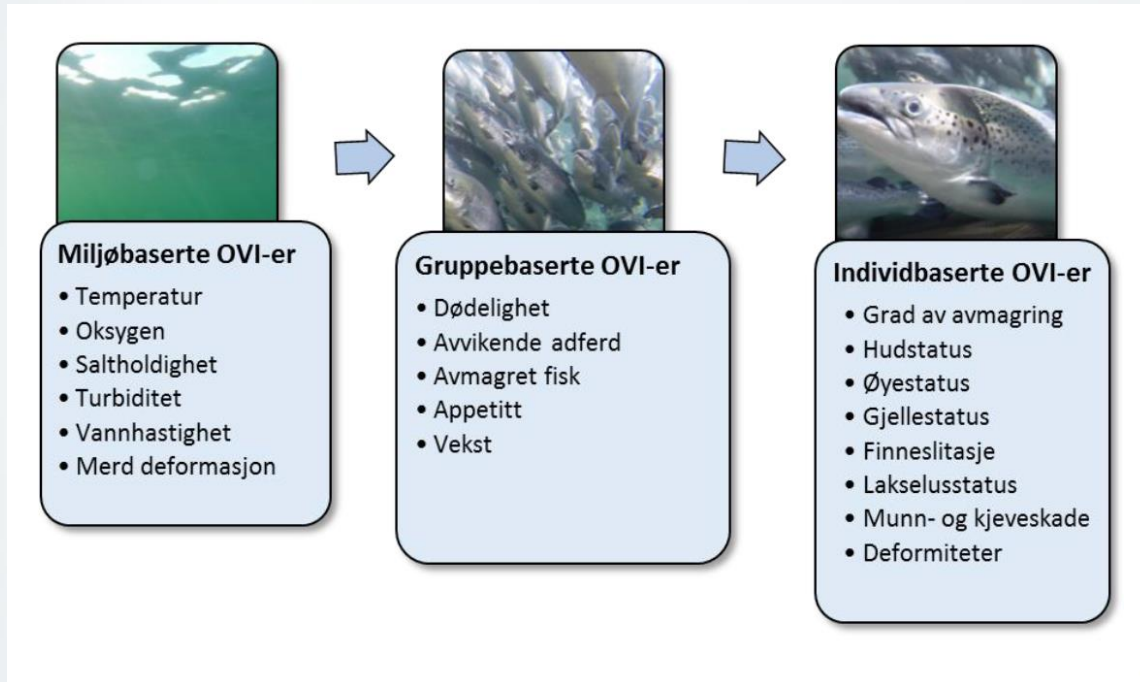 Miljøbaserte OVI-er
• Temperatur
• Oksygen
• Saltholdighet
• Turbiditet
• Vannhastighet
• Merd deformasjon
Gruppebaserte OVI-er
• Dødelighet
• Avvikende adferd
• Avmagret fisk
• Appetitt
• Vekst
Individbaserte OVI-er
• Grad av avmagring
• Hudstatus
• Øyestatus
• Gjellestatus
• Finneslitasje
• Lakselusstatus
• Munn- og kjeveskade
• Deformiteter